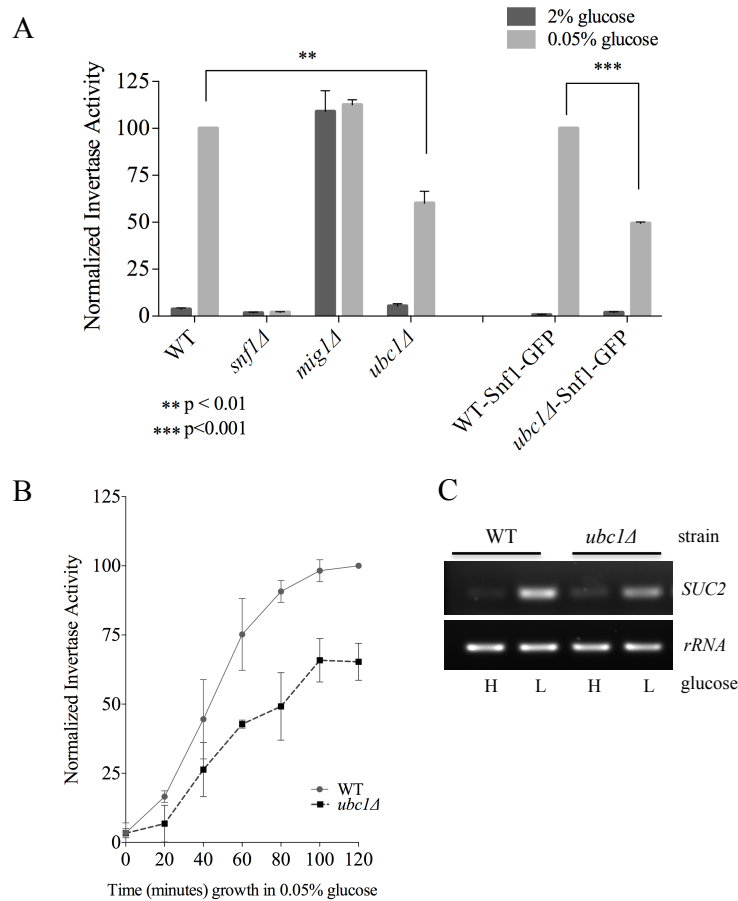 A
2% glucose
0.05% glucose
**
***
Normalized Invertase Activity
125
100
75
50
25
0
WT
snf1Δ
mig1Δ
ubc1Δ
WT-Snf1-GFP
ubc1Δ-Snf1-GFP
** p < 0.01
*** p<0.001
B
Normalized Invertase Activity
125
100
75
50
25
0
WT
ubc1Δ
0 20 40 60 80 100 120
Time (minutes) growth in 0.05% glucose
C
WT ubc1Δ strain
SUC2
rRNA
H L H L glucose